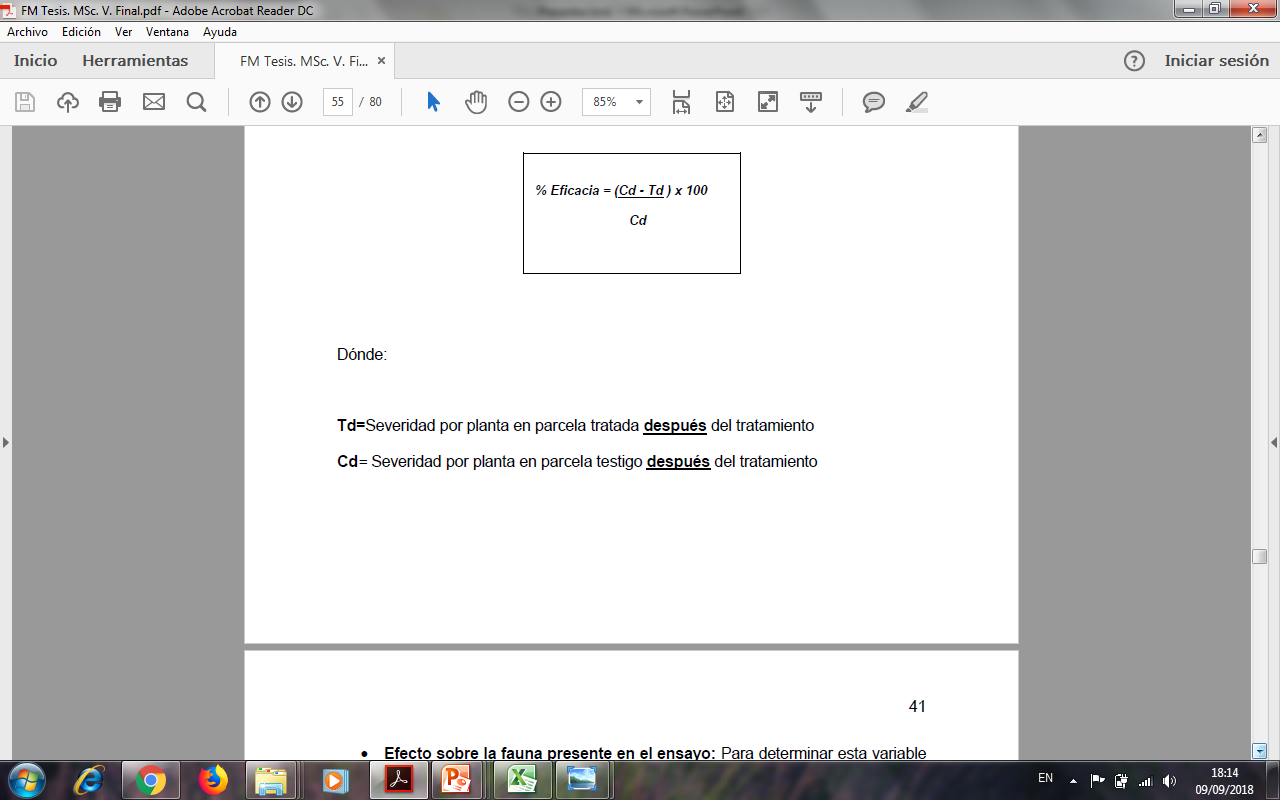 FM Tesis. MSc. V. Final.pdf - Adobe Acrobat Reader DC
Archivo Edición Ver Ventana Ayuda
Inicio Herramientas FM Tesis. MSc. V. Fi... × ? Iniciar sesión
55 / 80 85%
% Eficacia = (Cd - Td ) x 100
Cd
Dónde:
Td=Severidad por planta en parcela tratada después del tratamiento
Cd= Severidad por planta en parcela testigo después del tratamiento
41
• Efecto sobre la fauna presente en el ensayo: Para determinar esta variable
EN 18:14
09/09/2018